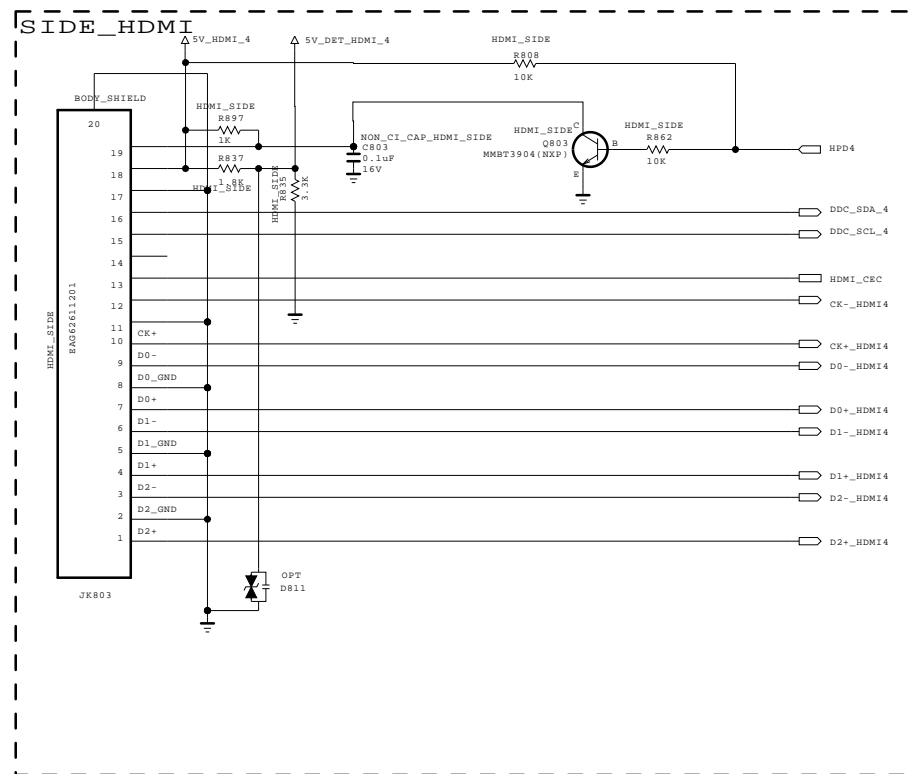 SIDE_HDMI
5V_HDMI_4
5V_DET_HDMI_4
HDMI_SIDE
R808
10K
BODY_SHIELD
20
HDMI_SIDE
R897
1K
NON_CI_CAP_HDMI_SIDE
C803
0.1uF
16V
HDMI_SIDE
Q803
MMBT3904(NXP)
C
B
E
HDMI_SIDE
R862
10K
HPD4
19
18
R837
1.8K
HDMI_SIDE
HDMI_SIDE
R835
3.3K
17
16
DDC_SDA_4
15
DDC_SCL_4
14
13
HDMI_CEC
12
CK-_HDMI4
11
HDMI_SIDE
EAG62611201
10
CK+
CK+_HDMI4
9
D0-
D0-_HDMI4
8
D0_GND
7
D0+
D0+_HDMI4
6
D1-
D1-_HDMI4
5
D1_GND
4
D1+
D1+_HDMI4
3
D2-
D2-_HDMI4
2
D2_GND
1
D2+
D2+_HDMI4
OPT
D811
JK803